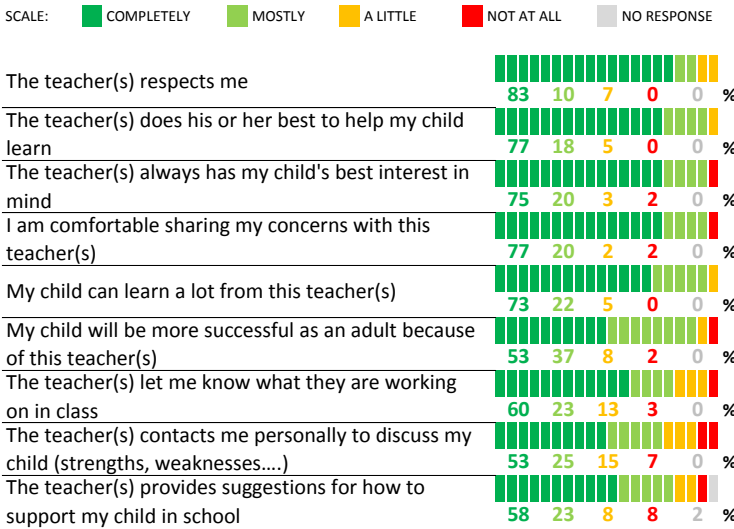 SCALE: COMPLETELY MOSTLY A LITTLE NOT AT ALL NO RESPONSE
The teacher(s) respects me
83 10 7 0 0 %
The teacher(s) does his or her best to help my child
learn
77 18 5 0 0 %
The teacher(s) always has my child's best interest in
mind
75 20 3 2 0 %
I am comfortable sharing my concerns with this
teacher(s)
77 20 2 2 0 %
My child can learn a lot from this teacher(s)
73 22 5 0 0 %
My child will be more successful as an adult because
of this teacher(s)
53 37 8 2 0 %
The teacher(s) let me know what they are working
on in class
60 23 13 3 0 %
The teacher(s) contacts me personally to discuss my
child (strengths, weaknesses....)
53 25 15 7 0 %
The teacher(s) provides suggestions for how to
support my child in school
58 23 8 8 2 %